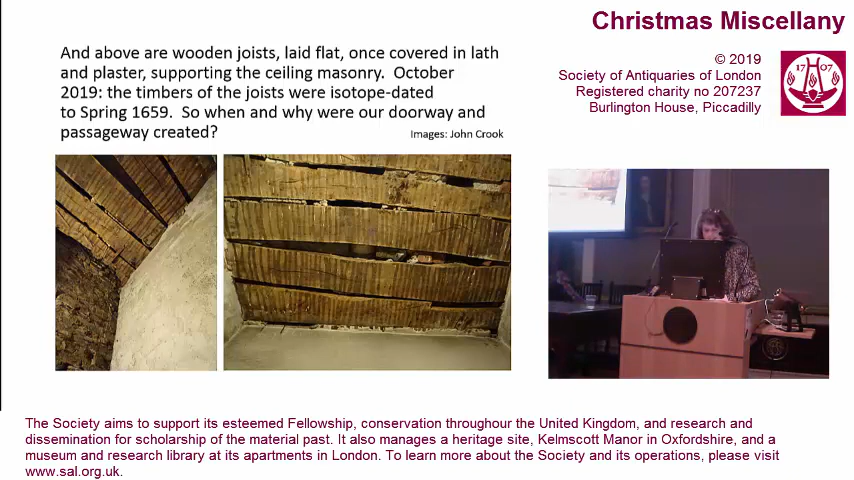 Christmas Miscellany
And above are wooden joists, laid flat, once covered in lath
and plaster, supporting the ceiling masonry.  October
2019: the timbers of the joists were isotope-dated
to Spring 1659.  So when and why were our doorway and
passageway created?
Images: John Crook
© 2019
Society of Antiquaries of London
Registered charity no 207237
Burlington House, Piccadilly
1707
The Society aims to support its esteemed Fellowship, conservation throughour the United Kingdom, and research and
dissemination for scholarship of the material past. It also manages a heritage site, Kelmscott Manor in Oxfordshire, and a
museum and research library at its apartments in London. To learn more about the Society and its operations, please visit
www.sal.org.uk.